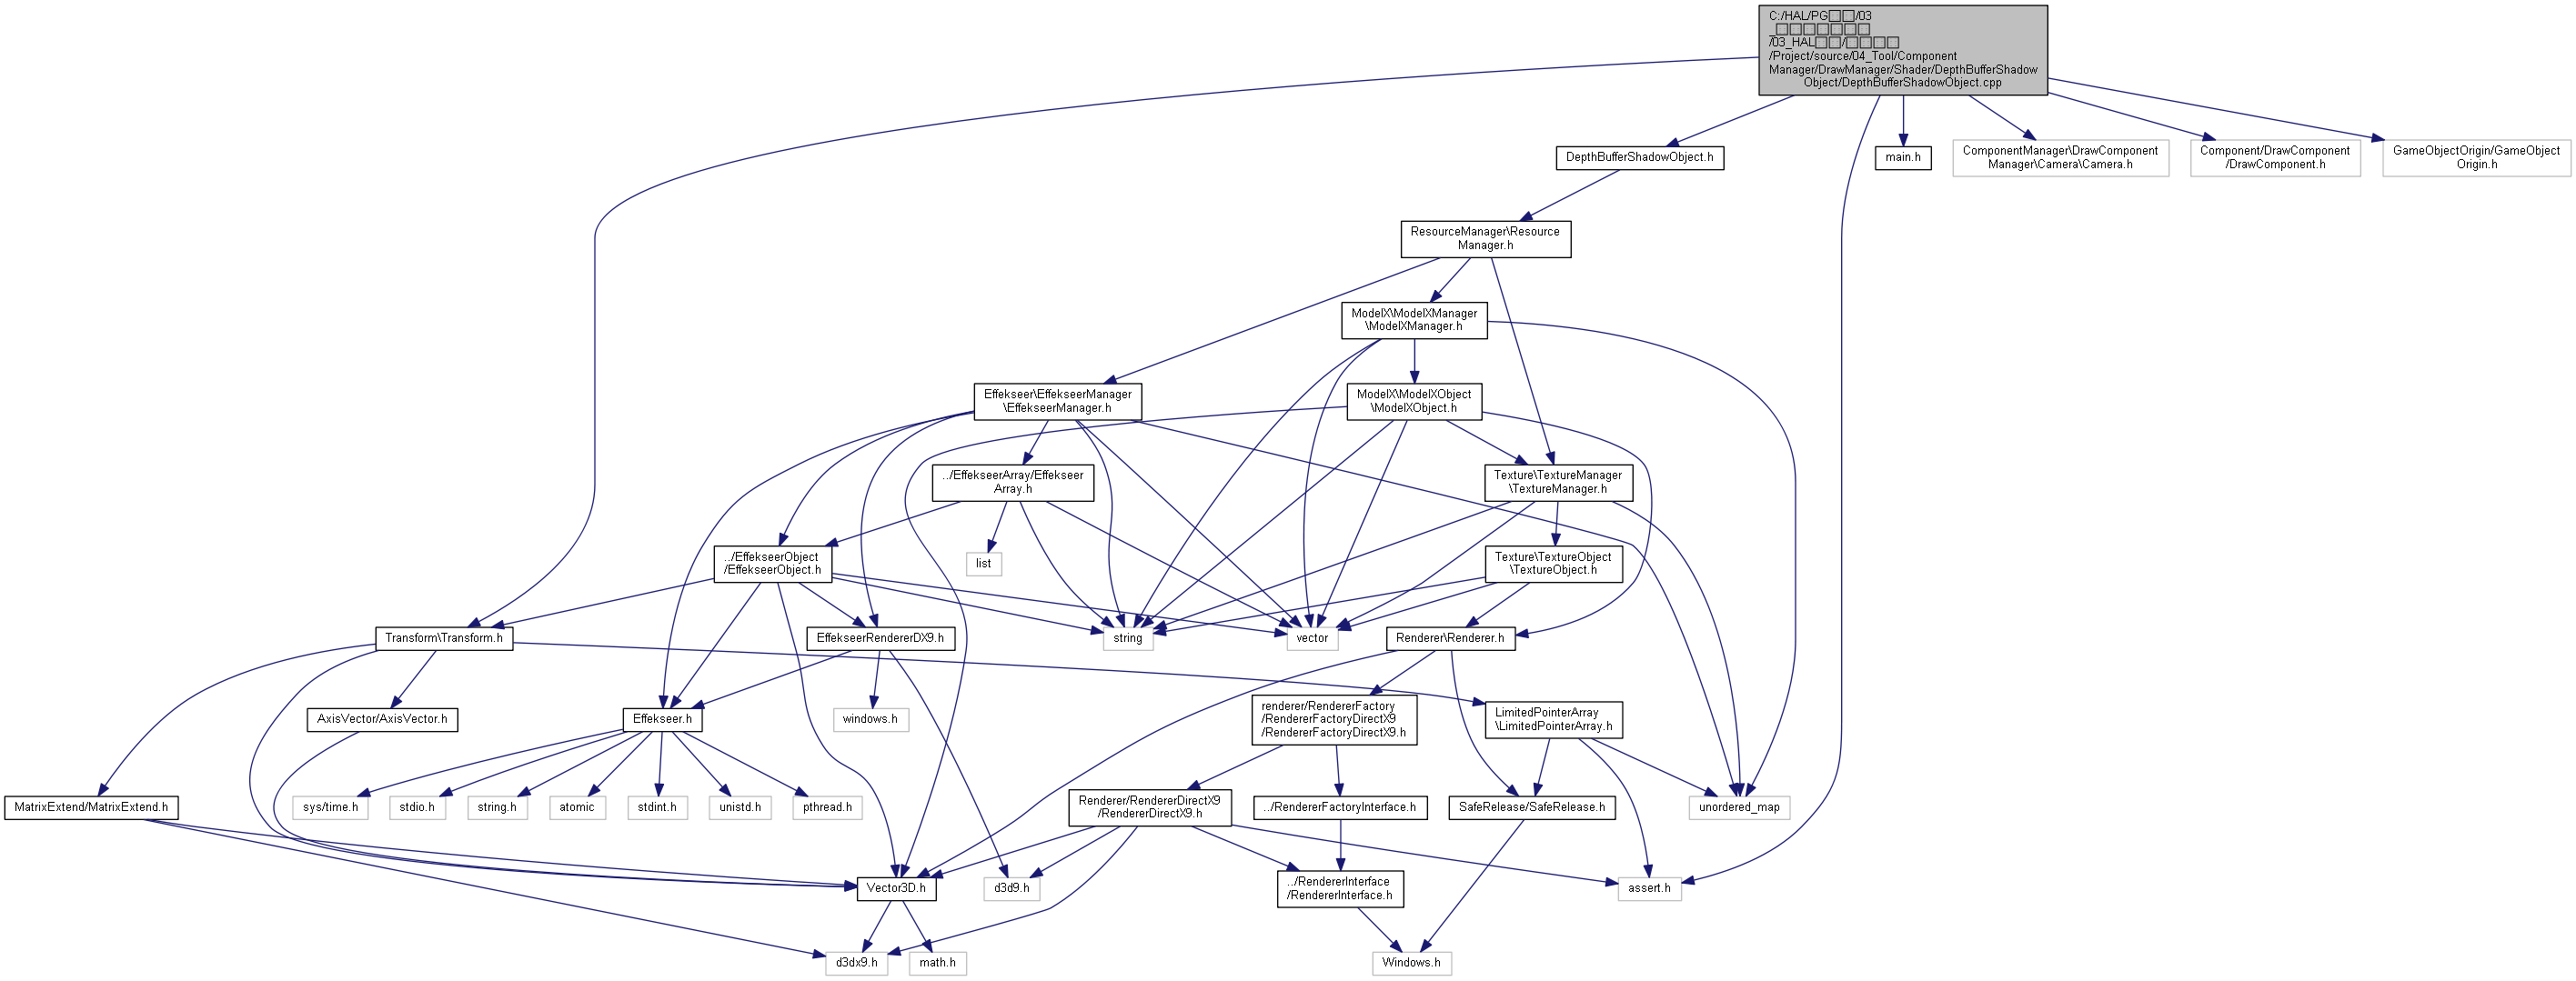 C:/HAL/PG□□/03
_□□□□□□□
/03_HAL□□/□□□□
/Project/source/04_Tool/Component
Manager/DrawManager/Shader/DepthBufferShadow
Object/DepthBufferShadowObject.cpp
DepthBufferShadowObject.h
main.h
ComponentManager\DrawComponent
Manager\Camera\Camera.h
Component/DrawComponent
/DrawComponent.h
GameObjectOrigin/GameObject
Origin.h
ResourceManager\Resource
Manager.h
ModelX\ModelXManager
\ModelXManager.h
Effekseer\EffekseerManager
\EffekseerManager.h
ModelX\ModelXObject
\ModelXObject.h
../EffekseerArray/Effekseer
Array.h
Texture\TextureManager
\TextureManager.h
../EffekseerObject
/EffekseerObject.h
list
Texture\TextureObject
\TextureObject.h
Transform\Transform.h
EffekseerRendererDX9.h
string
vector
Renderer\Renderer.h
AxisVector/AxisVector.h
Effekseer.h
windows.h
renderer/RendererFactory
/RendererFactoryDirectX9
/RendererFactoryDirectX9.h
LimitedPointerArray
\LimitedPointerArray.h
MatrixExtend/MatrixExtend.h
sys/time.h
stdio.h
string.h
atomic
stdint.h
unistd.h
pthread.h
Renderer/RendererDirectX9
/RendererDirectX9.h
../RendererFactoryInterface.h
SafeRelease/SafeRelease.h
unordered_map
Vector3D.h
d3d9.h
../RendererInterface
/RendererInterface.h
assert.h
d3dx9.h
math.h
Windows.h